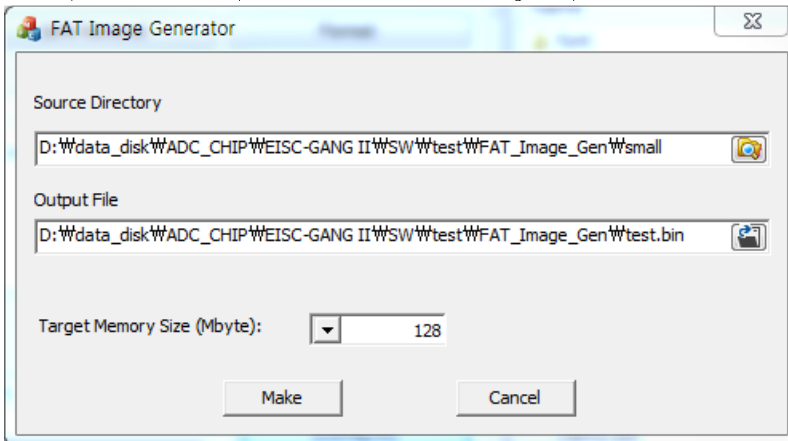 FAT Image Generator
Source Directory
D:₩data_disk₩ADC_CHIP₩EISC-GANG II₩SW₩test₩FAT_Image_Gen₩small
Output File
D:₩data_disk₩ADC_CHIP₩EISC-GANG II₩SW₩test₩FAT_Image_Gen₩test.bin
Target Memory Size (Mbyte): 128
Make Cancel